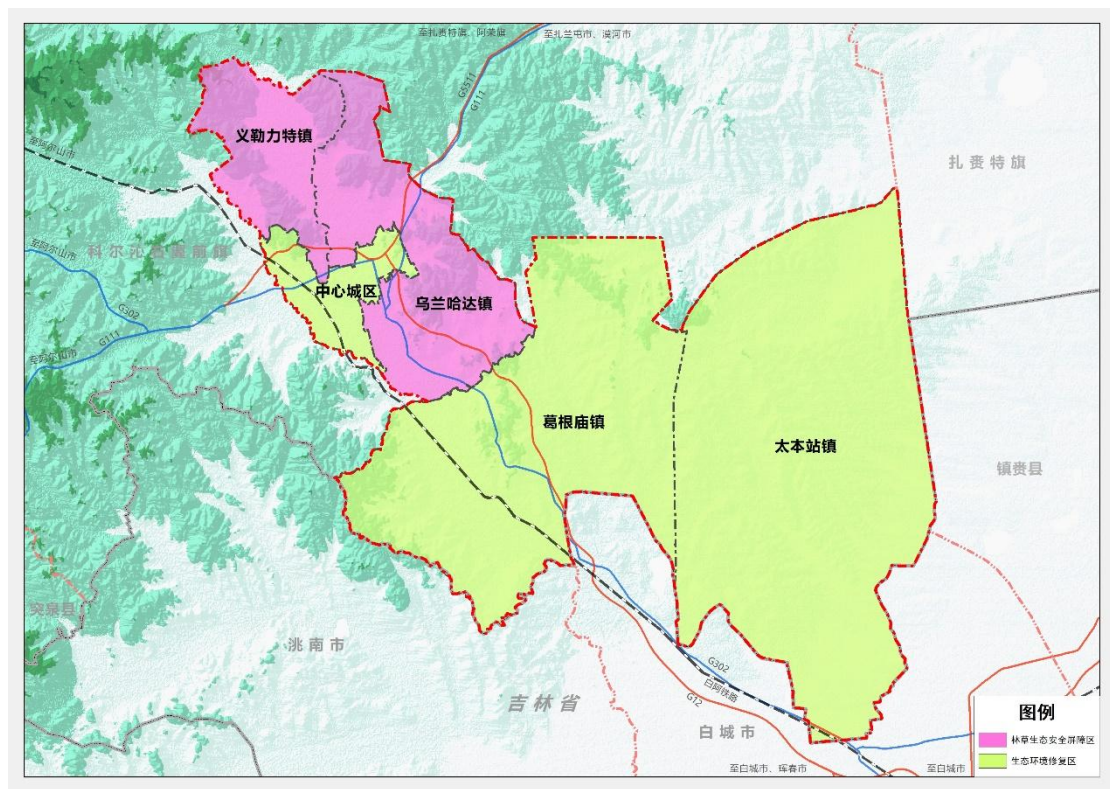 至扎赉特旗、阿荣旗
至扎兰屯市、漠河市
G5511
G111
义勒力特镇
至阿尔山市
扎赉特旗
科尔沁右翼前旗
至阿尔山市
中心城区
乌兰哈达镇
G302
G111
至阿尔山市
葛根庙镇
太本站镇
镇赉县
突泉县
洮南市
吉林省
G302
白阿铁路
G12
白城市
至白城市、珲春市
至白城市
图例
林草生态安全屏障区
生态环境修复区